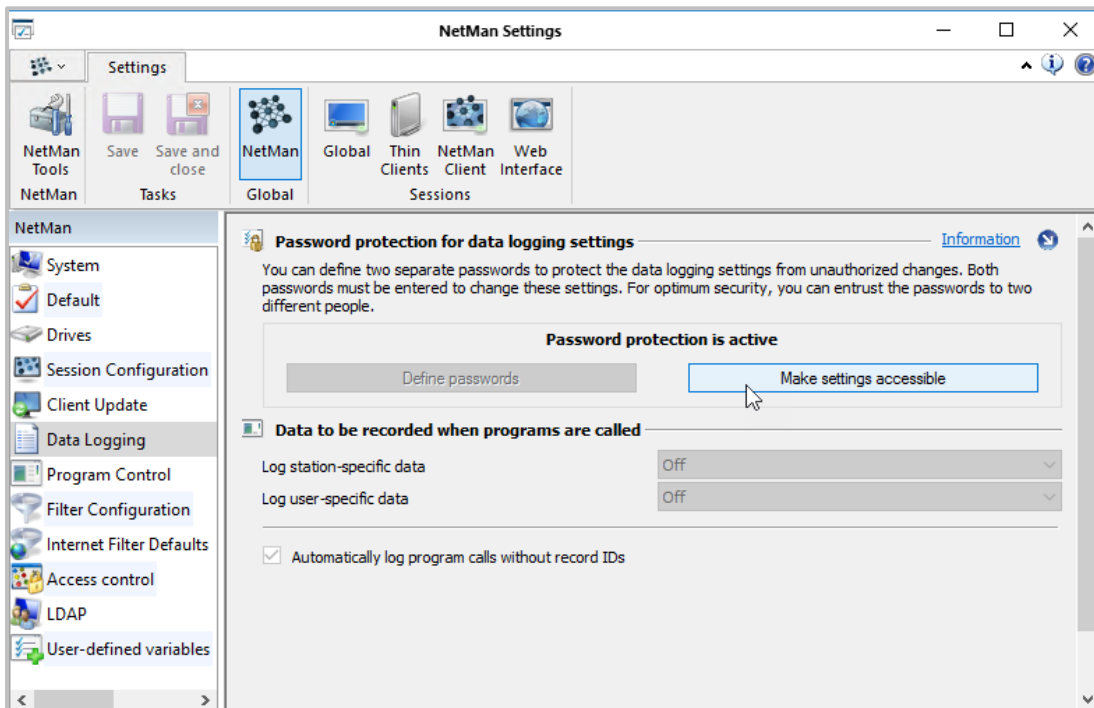 NetMan Settings
Settings
NetMan Tools
Save
Save and close
NetMan
Global
Thin Clients
NetMan Client
Web Interface
NetMan
Tasks
Global
Sessions
NetMan
System
Default
Drives
Session Configuration
Client Update
Data Logging
Program Control
Filter Configuration
Internet Filter Defaults
Access control
LDAP
User-defined variables
Password protection for data logging settings
Information
You can define two separate passwords to protect the data logging settings from unauthorized changes. Both
passwords must be entered to change these settings. For optimum security, you can entrust the passwords to two
different people.
Password protection is active
Define passwords
Make settings accessible
Data to be recorded when programs are called
Log station-specific data
Off
Log user-specific data
Off
Automatically log program calls without record IDs